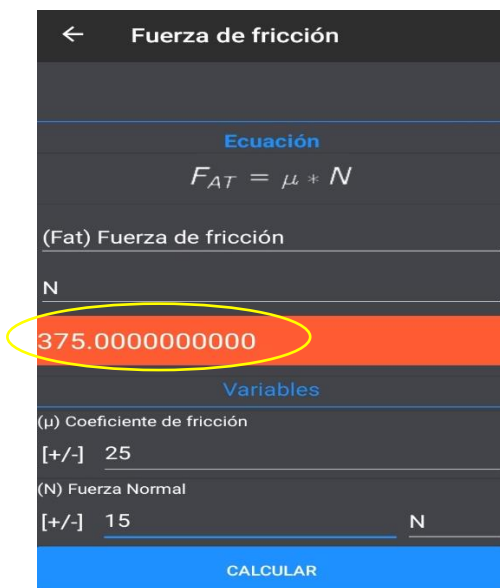 ← Fuerza de fricción
Ecuación
F_AT = μ * N
(Fat) Fuerza de fricción
N
375.0000000000
Variables
(μ) Coeficiente de fricción
[+/-] 25
(N) Fuerza Normal
[+/-] 15 N
CALCULAR